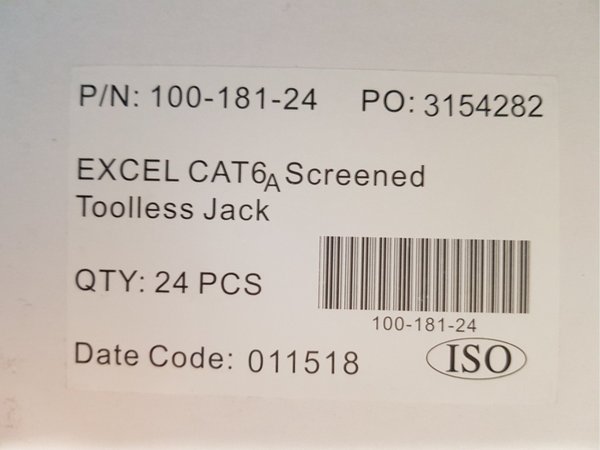 P/N: 100-181-24 PO: 3154282
EXCEL CAT6A Screened
Toolless Jack
QTY: 24 PCS
100-181-24
Date Code: 011518
ISO